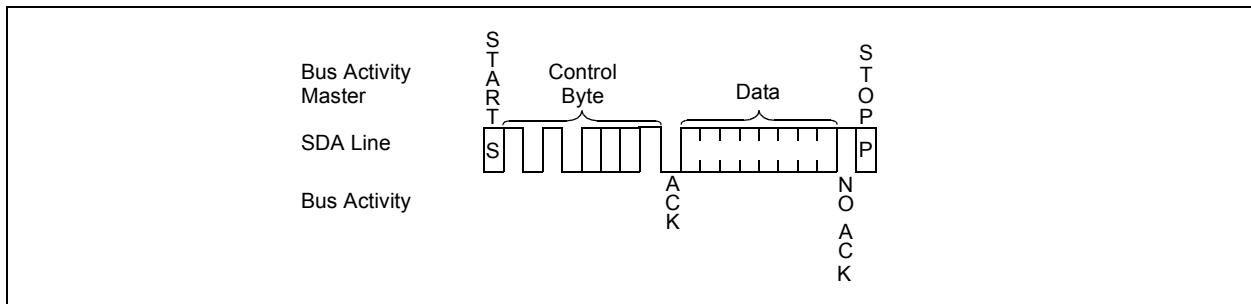 START
STOP
Bus Activity
Master
Control
Byte
Data
SDA Line
S
P
Bus Activity
ACK
NO ACK